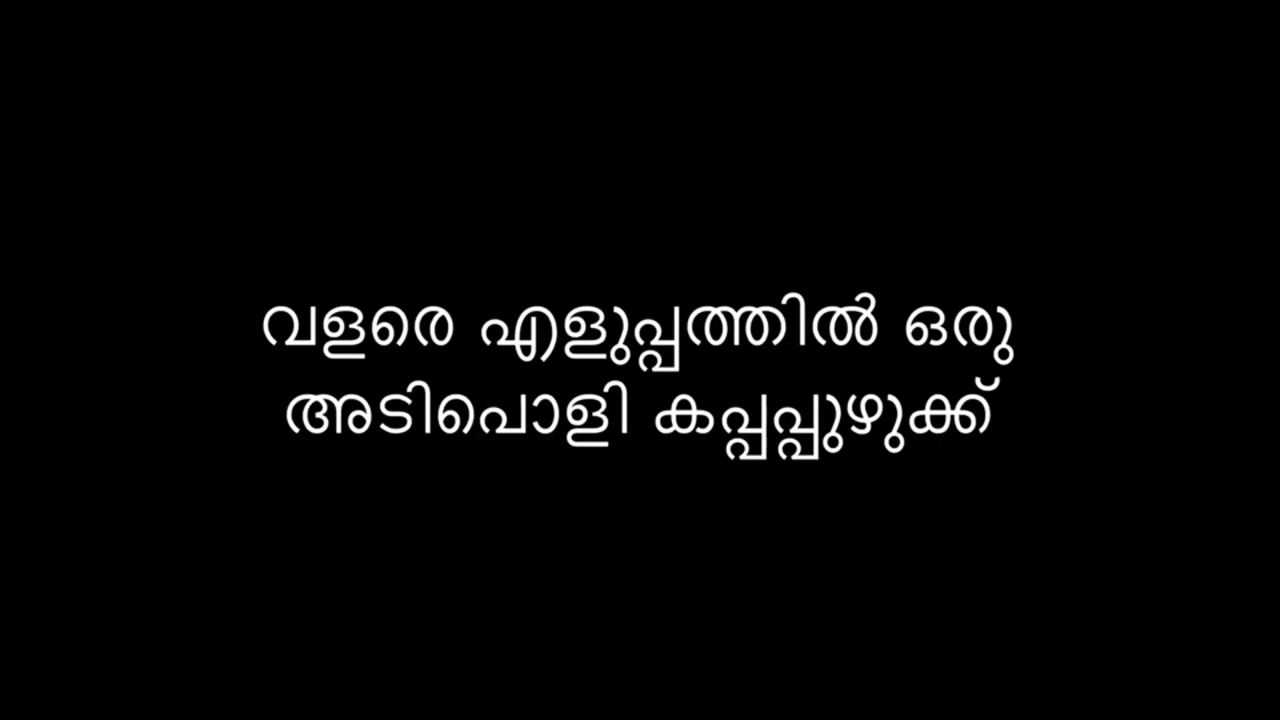 വളരെ എളുപ്പത്തിൽ ഒരു
അടിപൊളി കപ്പപ്പുഴുക്ക്